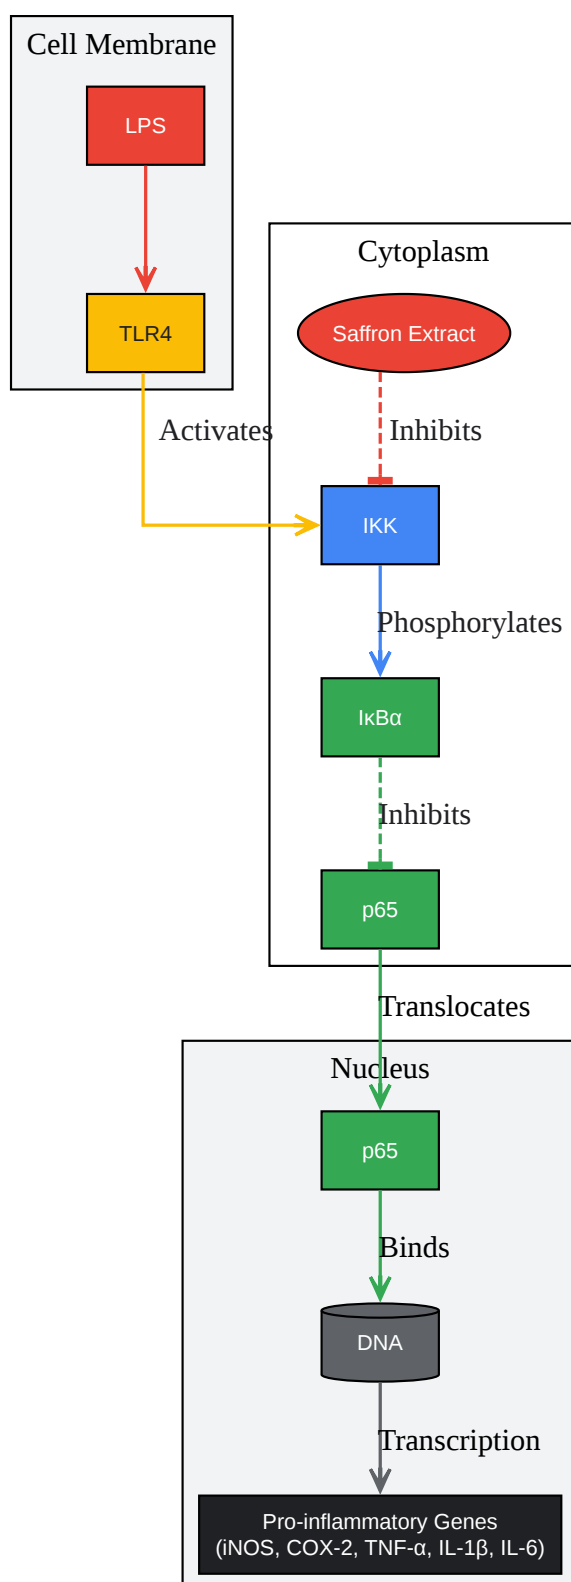 Cell Membrane
LPS
TLR4
Activates
Cytoplasm
Saffron Extract
Inhibits
IKK
Phosphorylates
IκBα
Inhibits
p65
Translocates
Nucleus
p65
Binds
DNA
Transcription
Pro-inflammatory Genes
(iNOS, COX-2, TNF-α, IL-1β, IL-6)